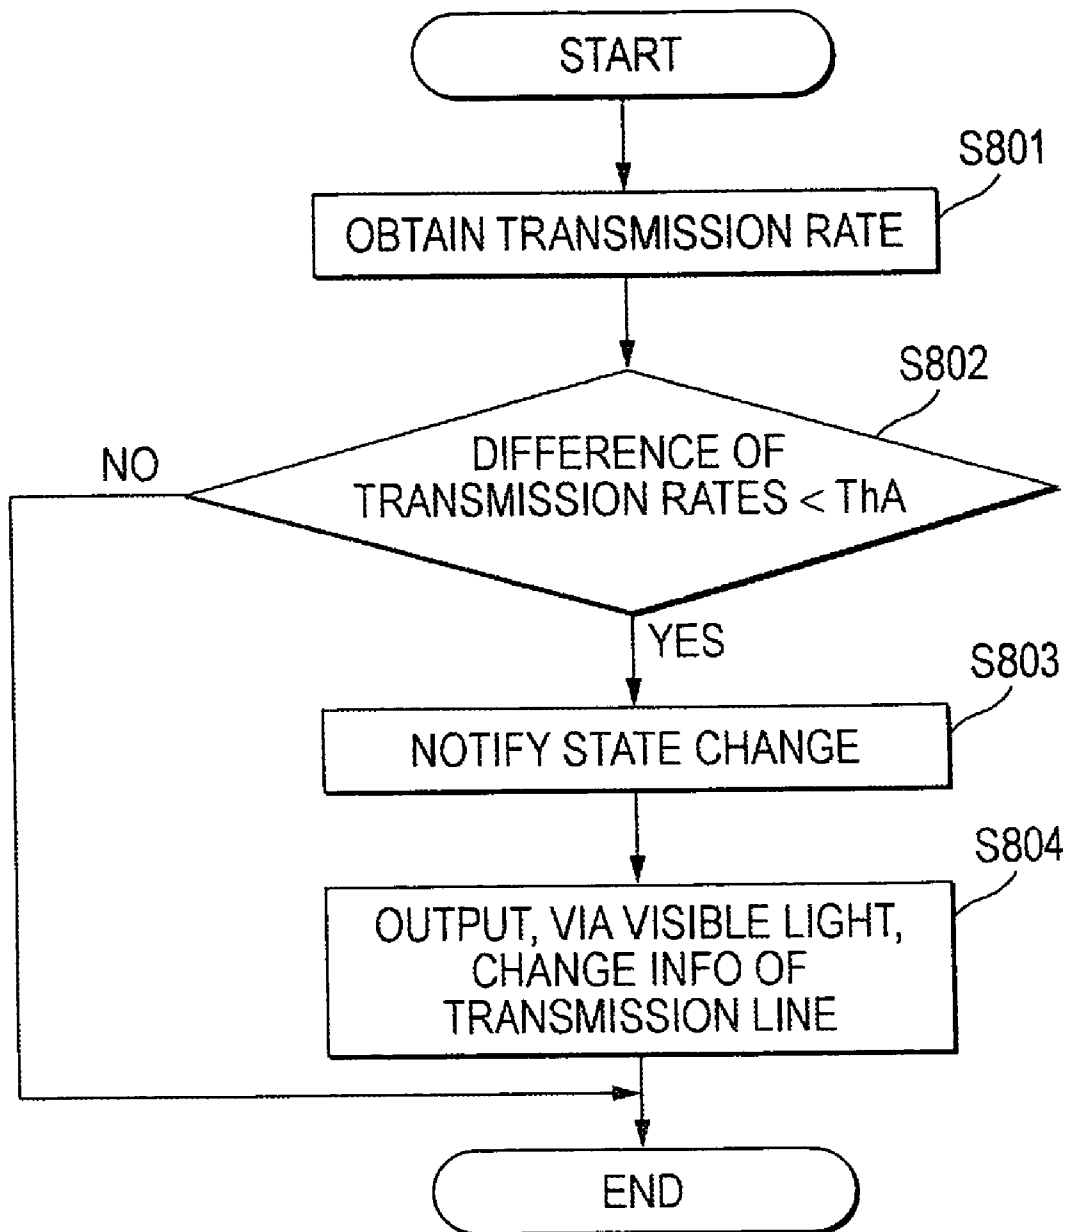 START
S801
OBTAIN TRANSMISSION RATE
S802
NO
DIFFERENCE OF
TRANSMISSION RATES < ThA
YES
S803
NOTIFY STATE CHANGE
S804
OUTPUT, VIA VISIBLE LIGHT,
CHANGE INFO OF
TRANSMISSION LINE
END